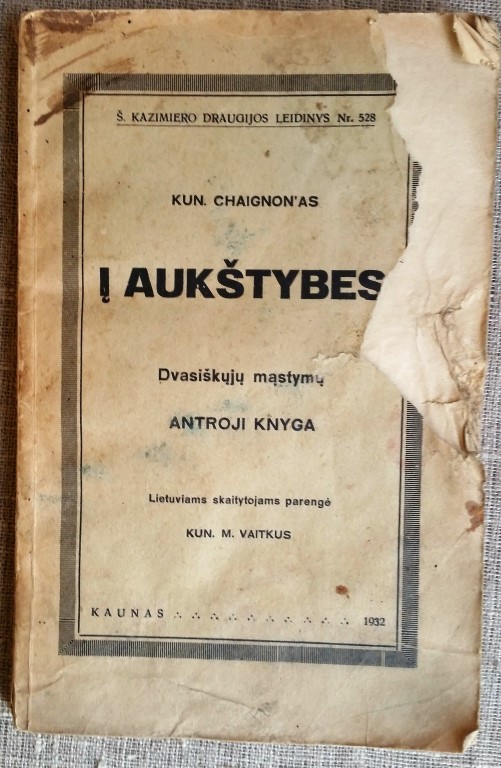 Š. KAZIMIERO DRAUGIJOS LEIDINYS Nr. 528
KUN. CHAIGNON'AS
Į AUKŠTYBES
Dvasiškųjų mąstymų
ANTROJI KNYGA
Lietuviams skaitytojams parengė
KUN. M. VAITKUS
KAUNAS 1932